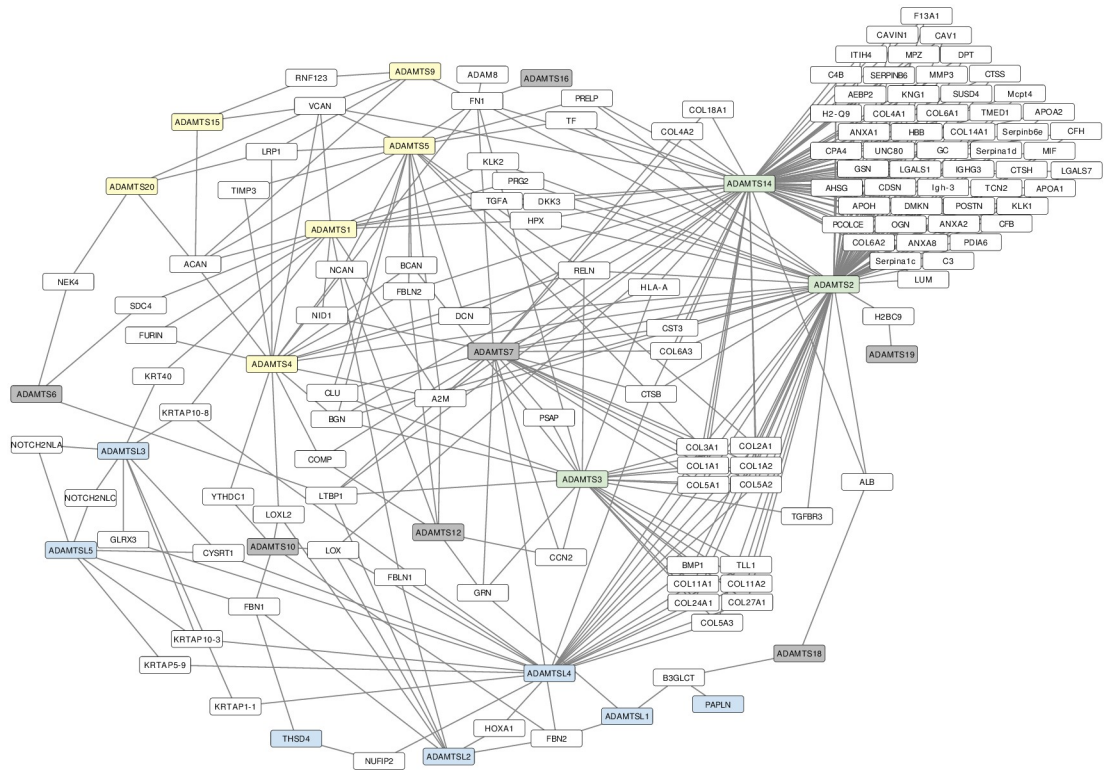 F13A1
CAVIN1 CAV1
ITIH4 MPZ DPT
C4B SERPINB6 MMP3 CTSS
AEBP2 KNG1 SUSD4 Mcpt4
H2-Q9 COL4A1 COL6A1 TMED1 APOA2
ANXA1 HBB COL14A1 Serpinb6e CFH
CPA4 UNC80 GC Serpina1d MIF
GSN LGALS1 IGHG3 CTSH LGALS7
AHSG CDSN Igh-3 TCN2 APOA1
APOH DMKN POSTN KLK1
PCOLCE OGN ANXA2 CFB
COL6A2 ANXA8 PDIA6
Serpina1c C3
LUM
ADAMTS9 ADAM8 ADAMTS16
RNF123
VCAN FN1 PRELP COL18A1
ADAMTS15 TF COL4A2
LRP1 ADAMTS5 KLK2
ADAMTS20 TIMP3 PRG2 ADAMTS14
TGFA DKK3
ADAMTS1 HPX
ACAN NCAN BCAN RELN
NEK4 FBLN2 HLA-A ADAMTS2
SDC4 NID1 DCN H2BC9
FURIN CST3
ADAMTS4 ADAMTS7 COL6A3 ADAMTS19
KRT40
ADAMTS6 CLU A2M CTSB
KRTAP10-8 BGN PSAP
NOTCH2NLA ADAMTSL3 COL3A1 COL2A1
COMP COL1A1 COL1A2
NOTCH2NLC YTHDC1 LTBP1 ADAMTS3 COL5A1 COL5A2 ALB
LOXL2 TGFBR3
GLRX3 ADAMTS12
ADAMTSL5 CYSRT1 ADAMTS10 LOX CCN2
BMP1 TLL1
FBLN1 GRN COL11A1 COL11A2
FBN1 COL24A1 COL27A1
COL5A3
KRTAP10-3
ADAMTS18
KRTAP5-9 ADAMTSL4 B3GLCT
KRTAP1-1 ADAMTSL1 PAPLN
HOXA1
THSD4 FBN2
NUFIP2 ADAMTSL2